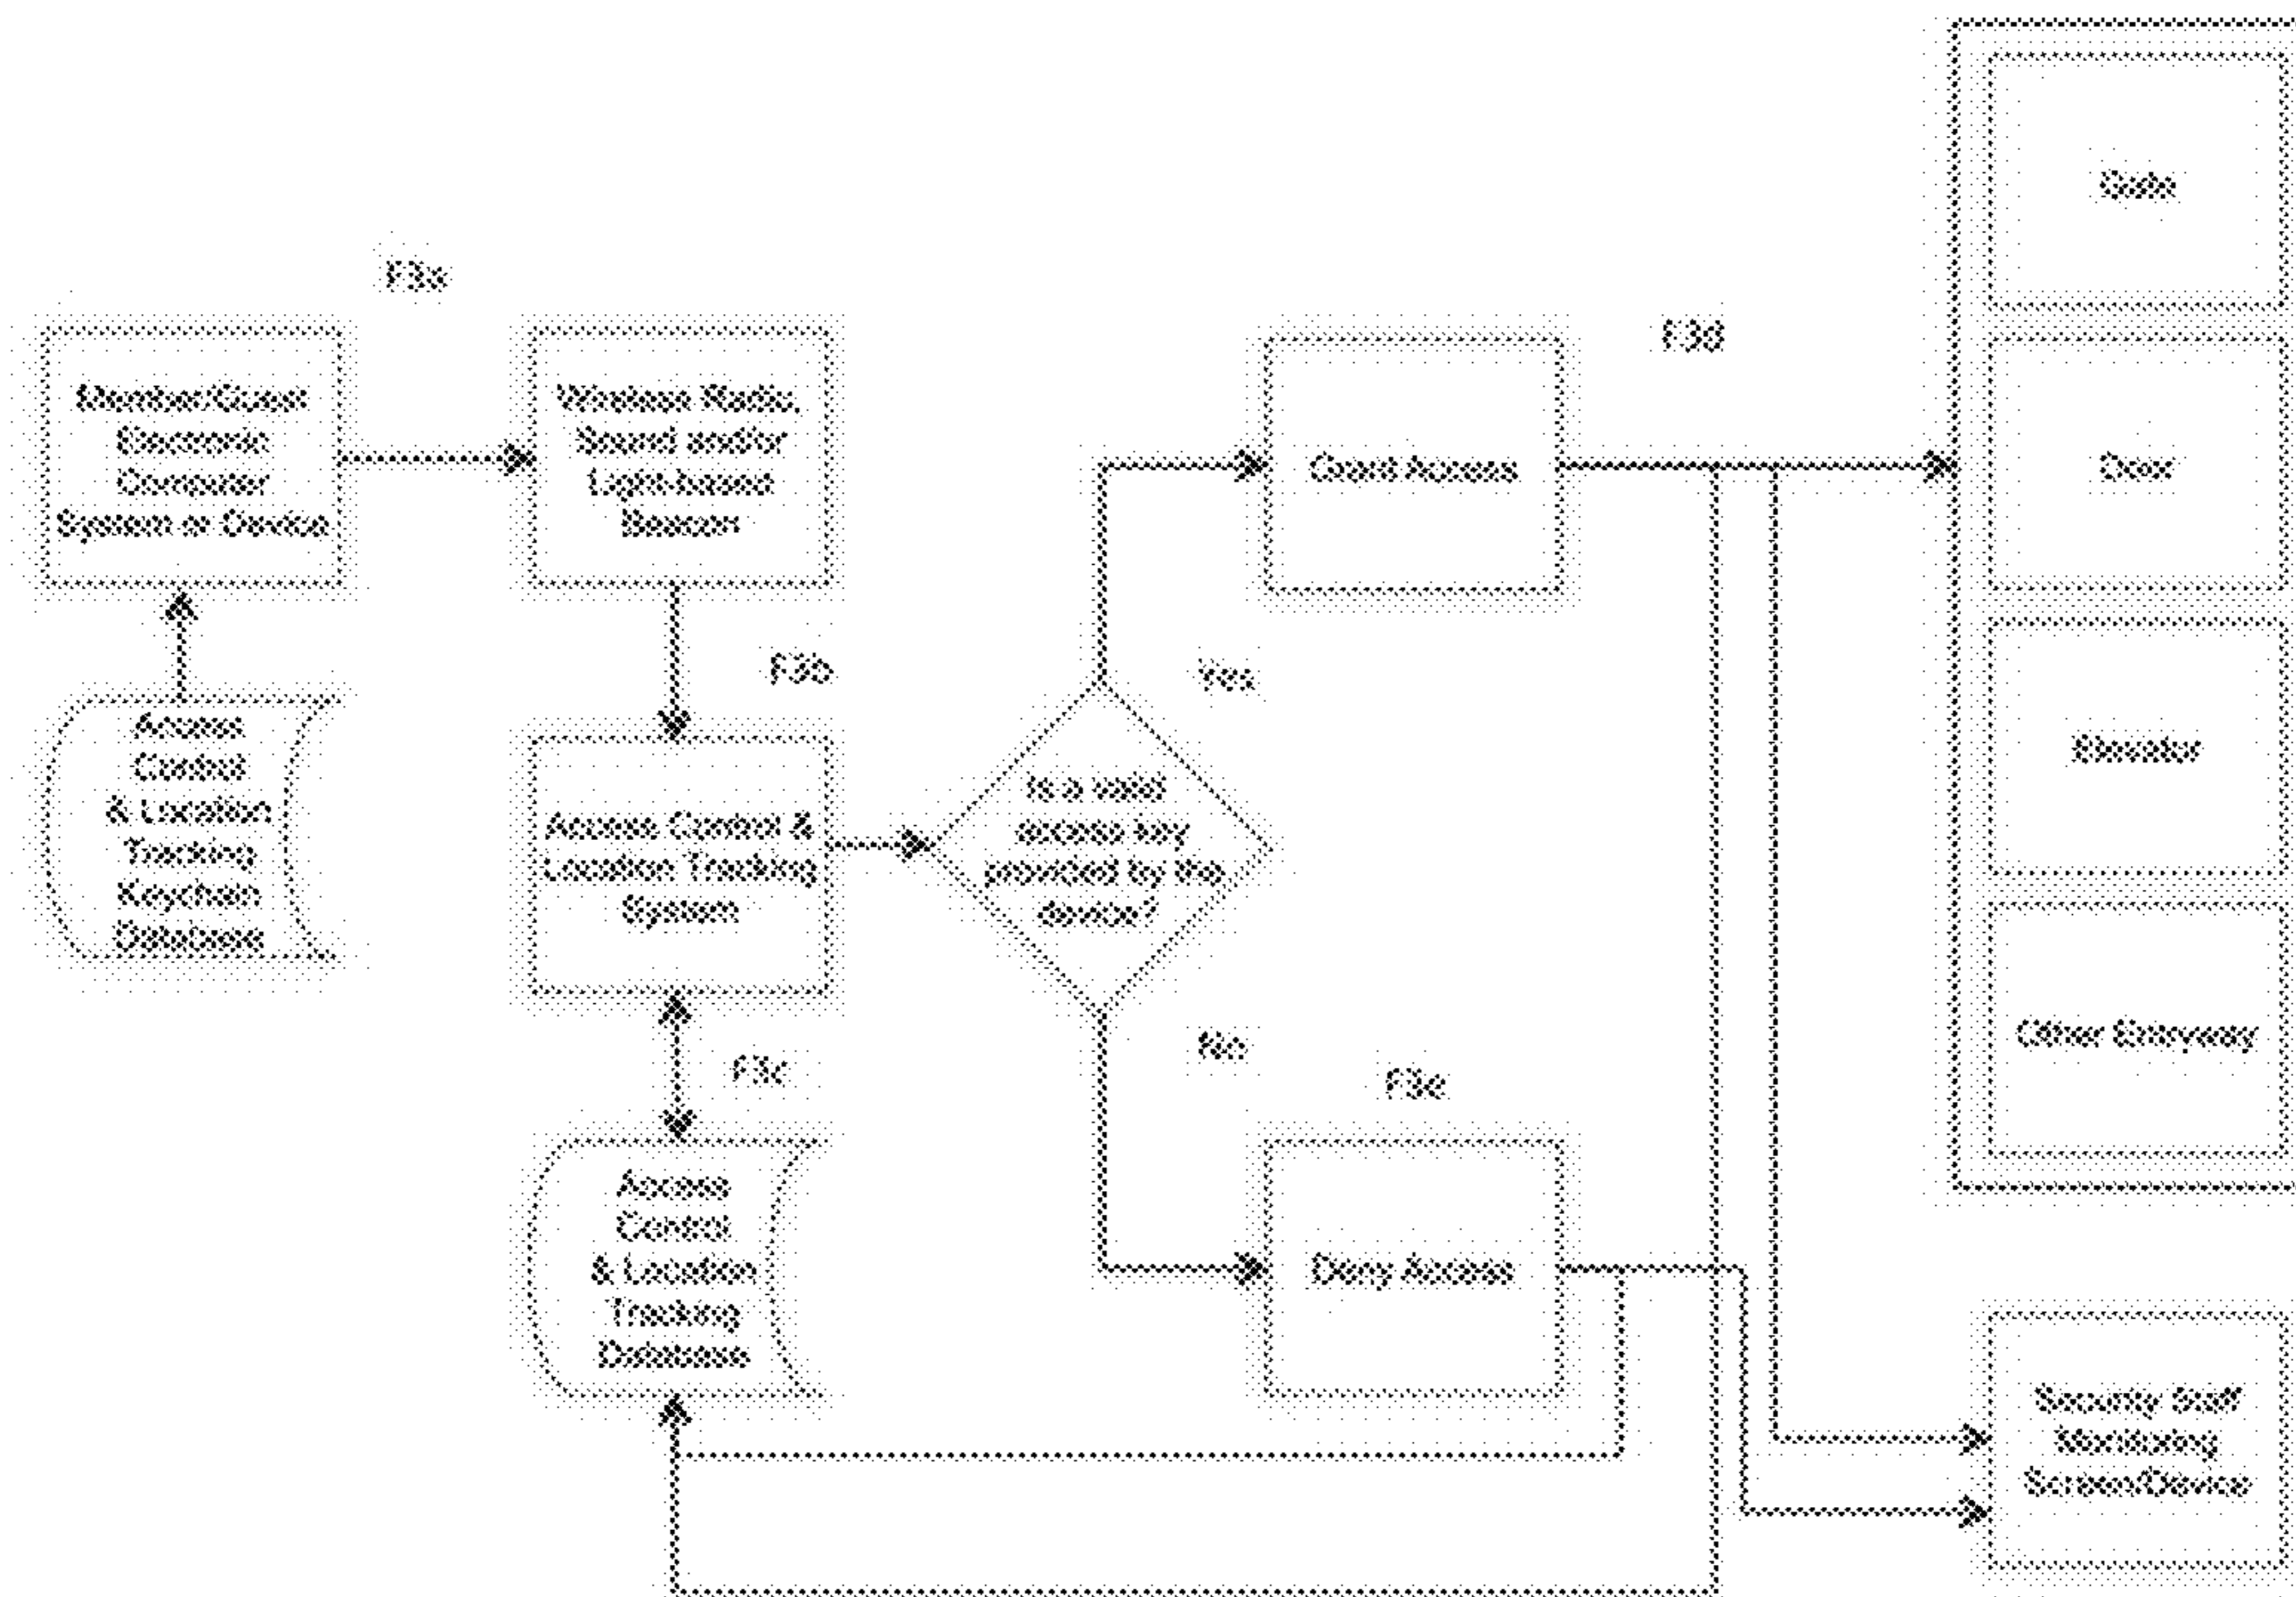 F3a
Member/Guest
Electronic
Computer
System or Device
Wireless Radio,
Sound and/or
Light-based
Beacon
F3b
Access
Control
& Location
Tracking
Keychain
Database
Access Control &
Location Tracking
System
F3c
Access
Control
& Location
Tracking
Database
Is a valid
access key
provided by the
device?
Yes
No
Grant Access
F3d
F3e
Deny Access
Gate
Door
Elevator
Other Entryway
Security Staff
Monitoring
Screen/Device